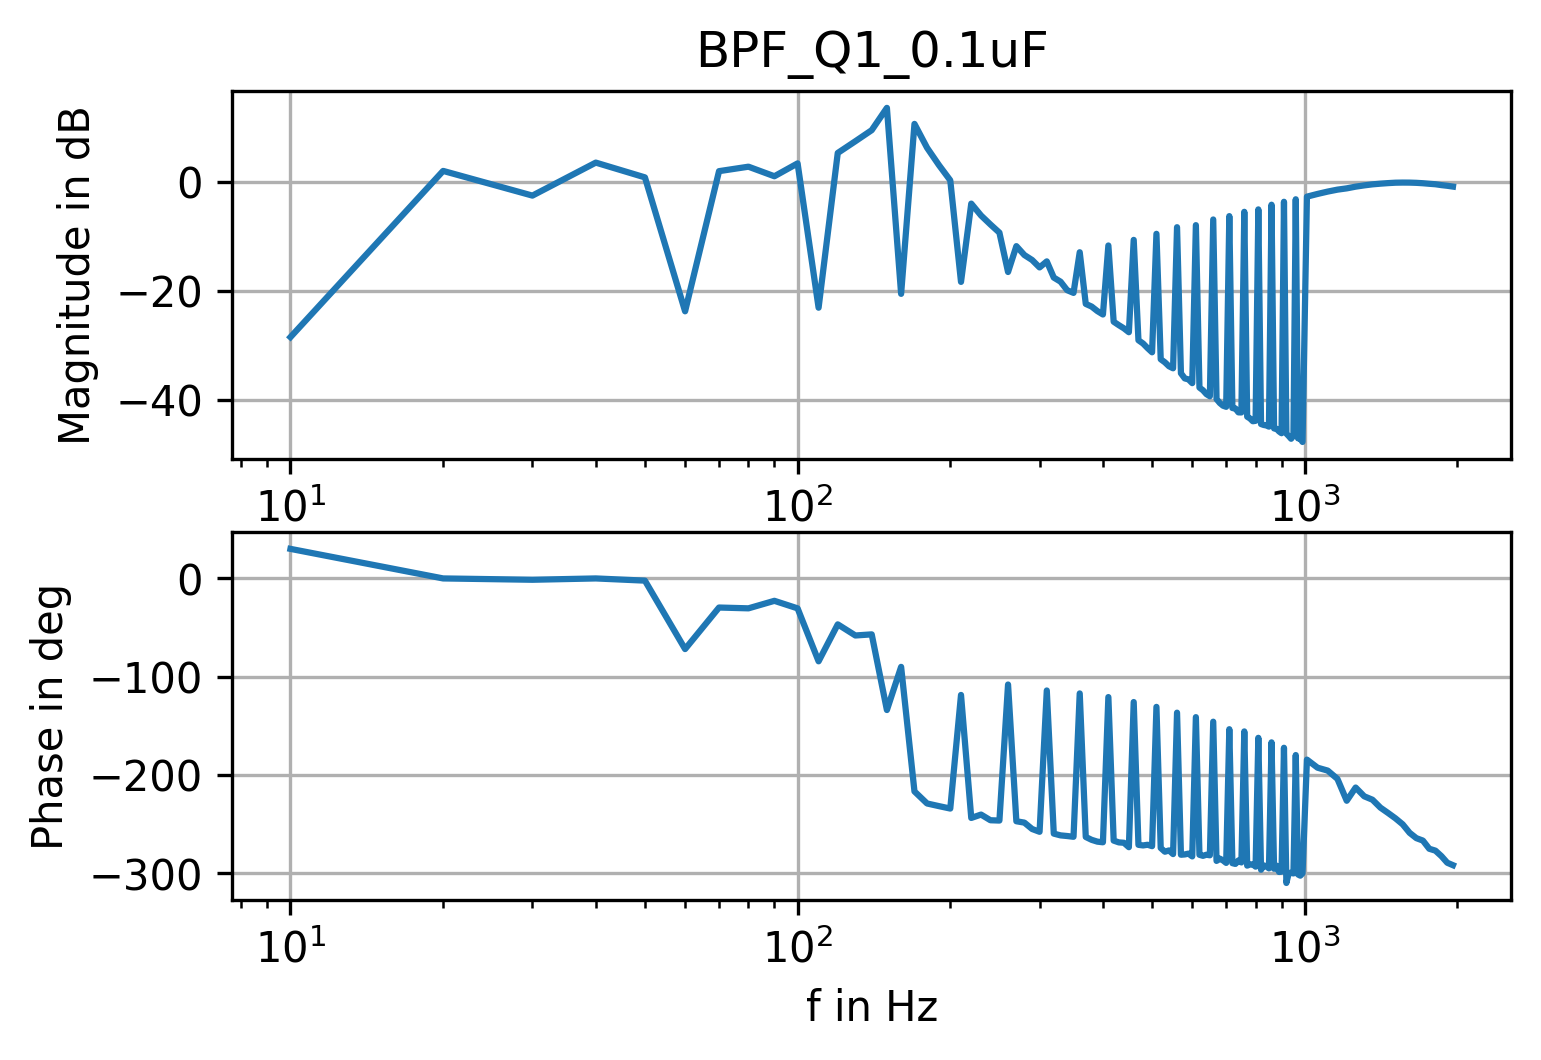 BPF_Q1_0.1uF
Magnitude in dB
0
−20
−40
10¹ 10² 10³
Phase in deg
0
−100
−200
−300
10¹ 10² 10³
f in Hz